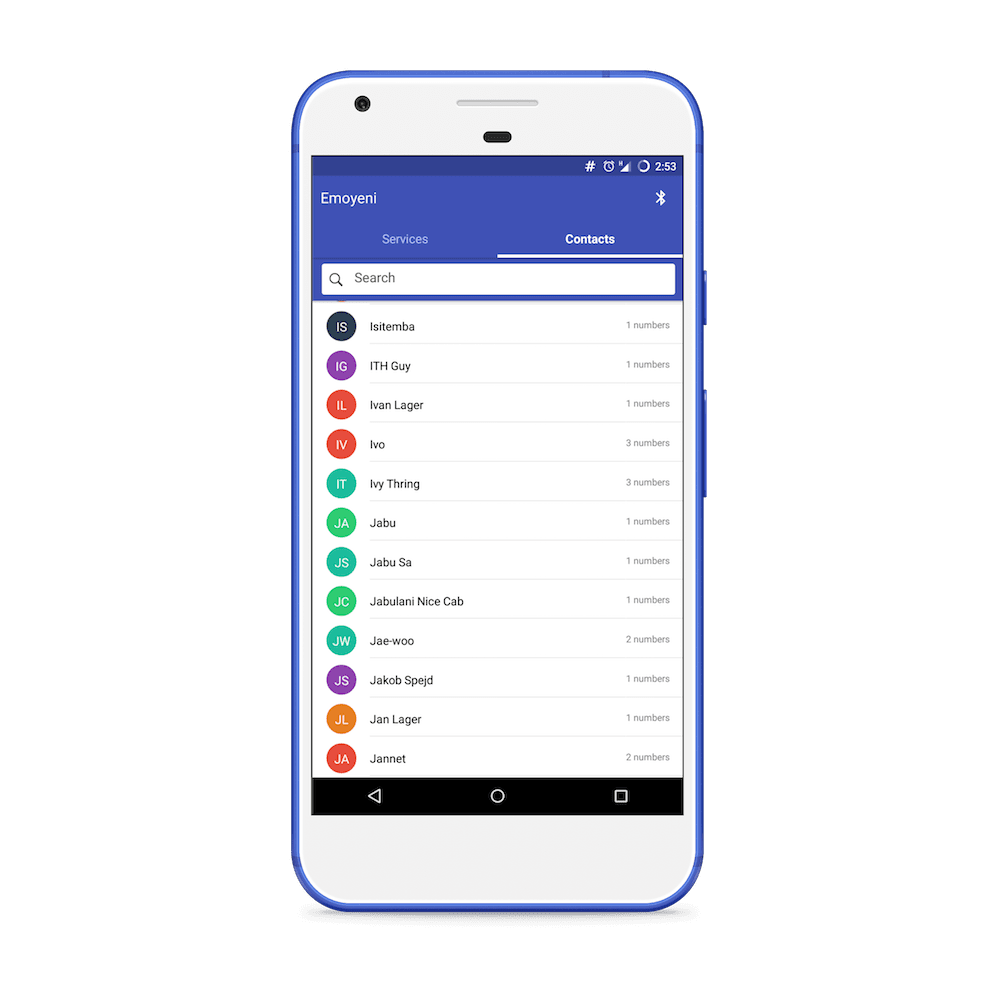 # H 2:53
Emoyeni
Services Contacts
Search
IS Isitemba 1 numbers
IG ITH Guy 1 numbers
IL Ivan Lager 1 numbers
IV Ivo 3 numbers
IT Ivy Thring 3 numbers
JA Jabu 1 numbers
JS Jabu Sa 1 numbers
JC Jabulani Nice Cab 1 numbers
JW Jae-woo 2 numbers
JS Jakob Spejd 1 numbers
JL Jan Lager 1 numbers
JA Jannet 2 numbers